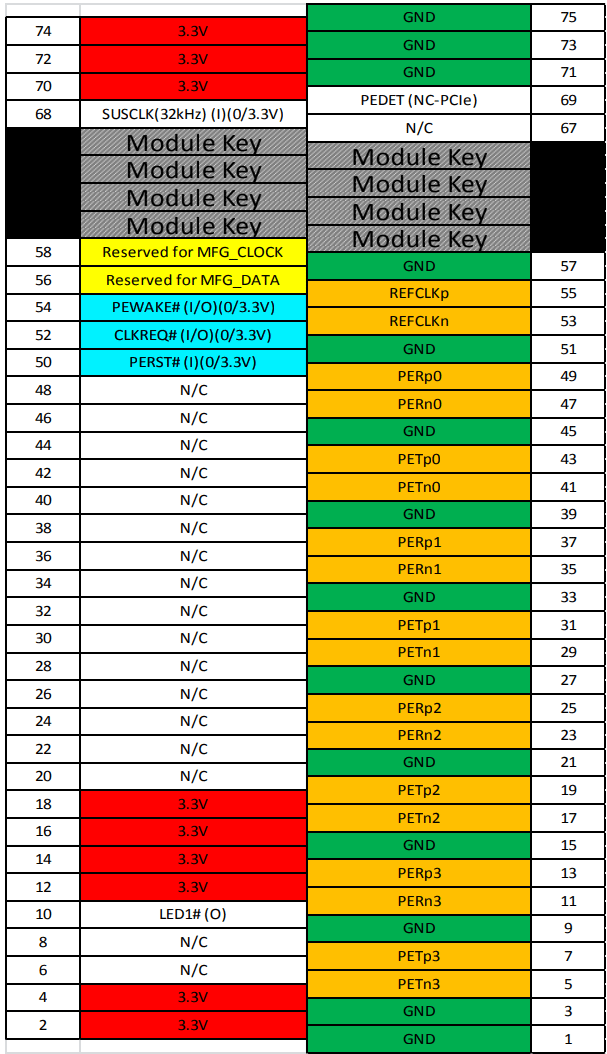 GND 75
74 3.3V
GND 73
72 3.3V
GND 71
70 3.3V
PEDET (NC-PCIe) 69
68 SUSCLK(32kHz) (I)(0/3.3V)
N/C 67
Module Key
Module Key
Module Key
Module Key
Module Key
Module Key
Module Key
Module Key
58 Reserved for MFG_CLOCK
GND 57
56 Reserved for MFG_DATA
REFCLKp 55
54 PEWAKE# (I/O)(0/3.3V)
REFCLKn 53
52 CLKREQ# (I/O)(0/3.3V)
GND 51
50 PERST# (I)(0/3.3V)
PERp0 49
48 N/C
PERn0 47
46 N/C
GND 45
44 N/C
PETp0 43
42 N/C
PETn0 41
40 N/C
GND 39
38 N/C
PERp1 37
36 N/C
PERn1 35
34 N/C
GND 33
32 N/C
PETp1 31
30 N/C
PETn1 29
28 N/C
GND 27
26 N/C
PERp2 25
24 N/C
PERn2 23
22 N/C
GND 21
20 N/C
PETp2 19
18 3.3V
PETn2 17
16 3.3V
GND 15
14 3.3V
PERp3 13
12 3.3V
PERn3 11
10 LED1# (O)
GND 9
8 N/C
PETp3 7
6 N/C
PETn3 5
4 3.3V
GND 3
2 3.3V
GND 1